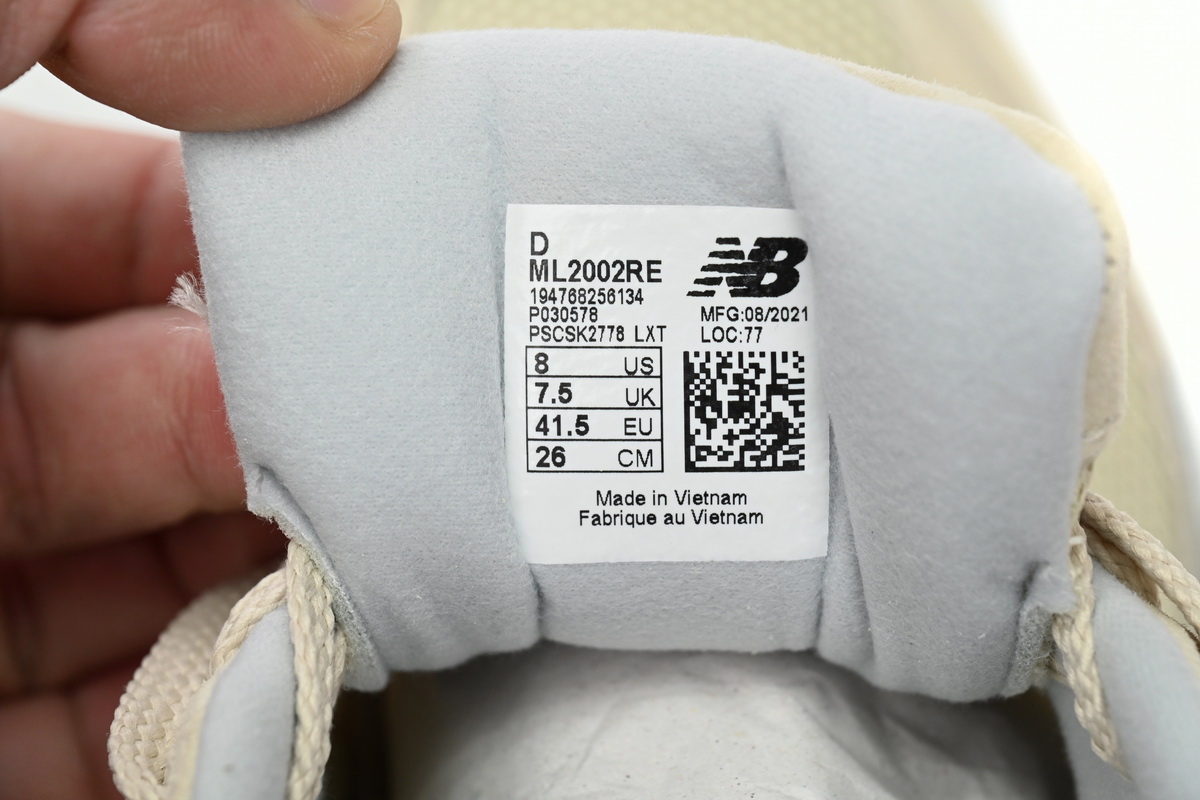 D
ML2002RE
NB
194768256134
P030578
MFG:08/2021
PSCSK2778 LXT
LOC:77
8 US
7.5 UK
41.5 EU
26 CM
Made in Vietnam
Fabrique au Vietnam